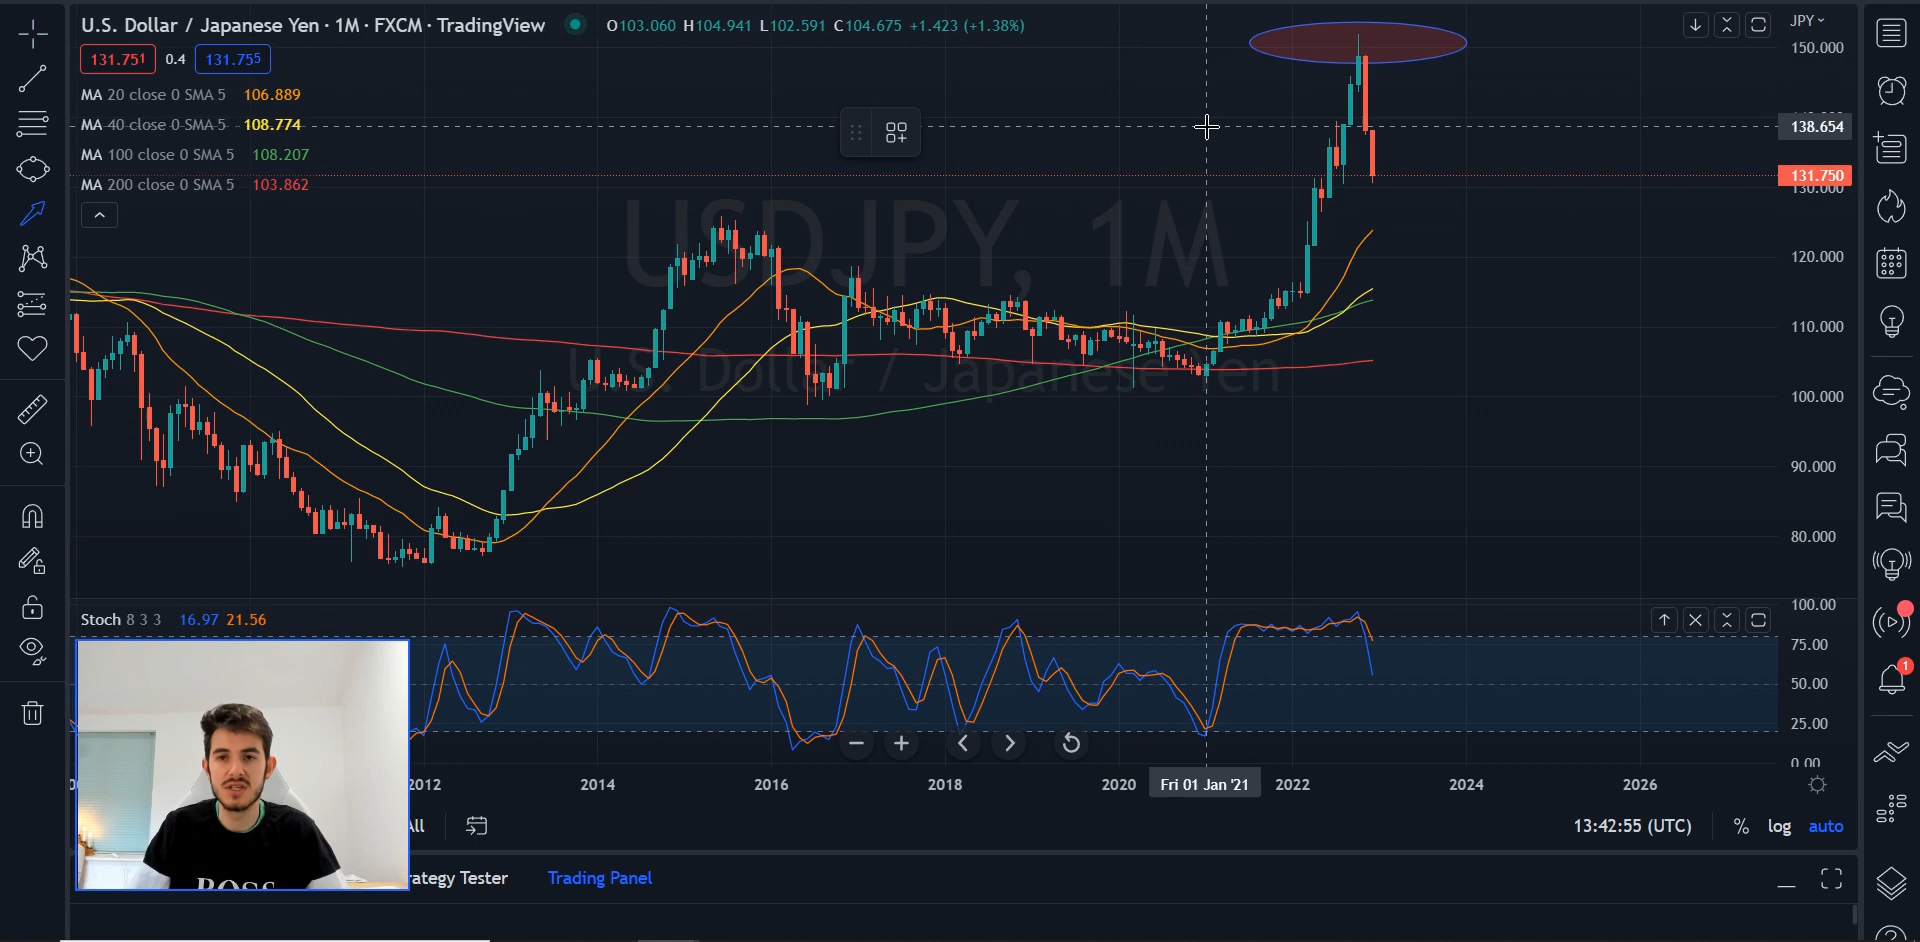 U.S. Dollar / Japanese Yen · 1M · FXCM · TradingView
O103.060 H104.941 L102.591 C104.675 +1.423 (+1.38%)
JPY
131.751 0.4 131.755
150.000
MA 20 close 0 SMA 5 106.889
MA 40 close 0 SMA 5 108.774
138.654
MA 100 close 0 SMA 5 108.207
131.750
130.000
MA 200 close 0 SMA 5 103.862
USDJPY, 1M
U.S. Dollar / Japanese Yen
120.000
110.000
100.000
90.000
80.000
Stoch 8 3 3 16.97 21.56
100.00
75.00
50.00
25.00
0.00
2012 2014 2016 2018 2020 Fri 01 Jan '21 2022 2024 2026
All
13:42:55 (UTC) % log auto
rategy Tester Trading Panel
BOSS
1